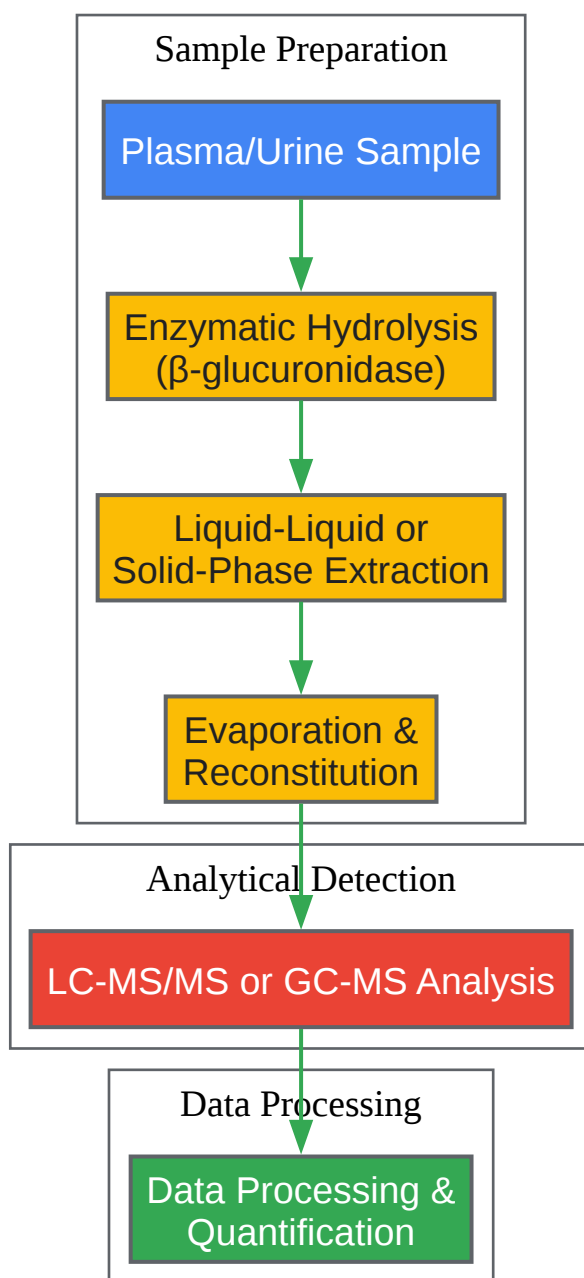 Sample Preparation
Plasma/Urine Sample
Enzymatic Hydrolysis
(β-glucuronidase)
Liquid-Liquid or
Solid-Phase Extraction
Evaporation &
Reconstitution
Analytical Detection
LC-MS/MS or GC-MS Analysis
Data Processing
Data Processing &
Quantification